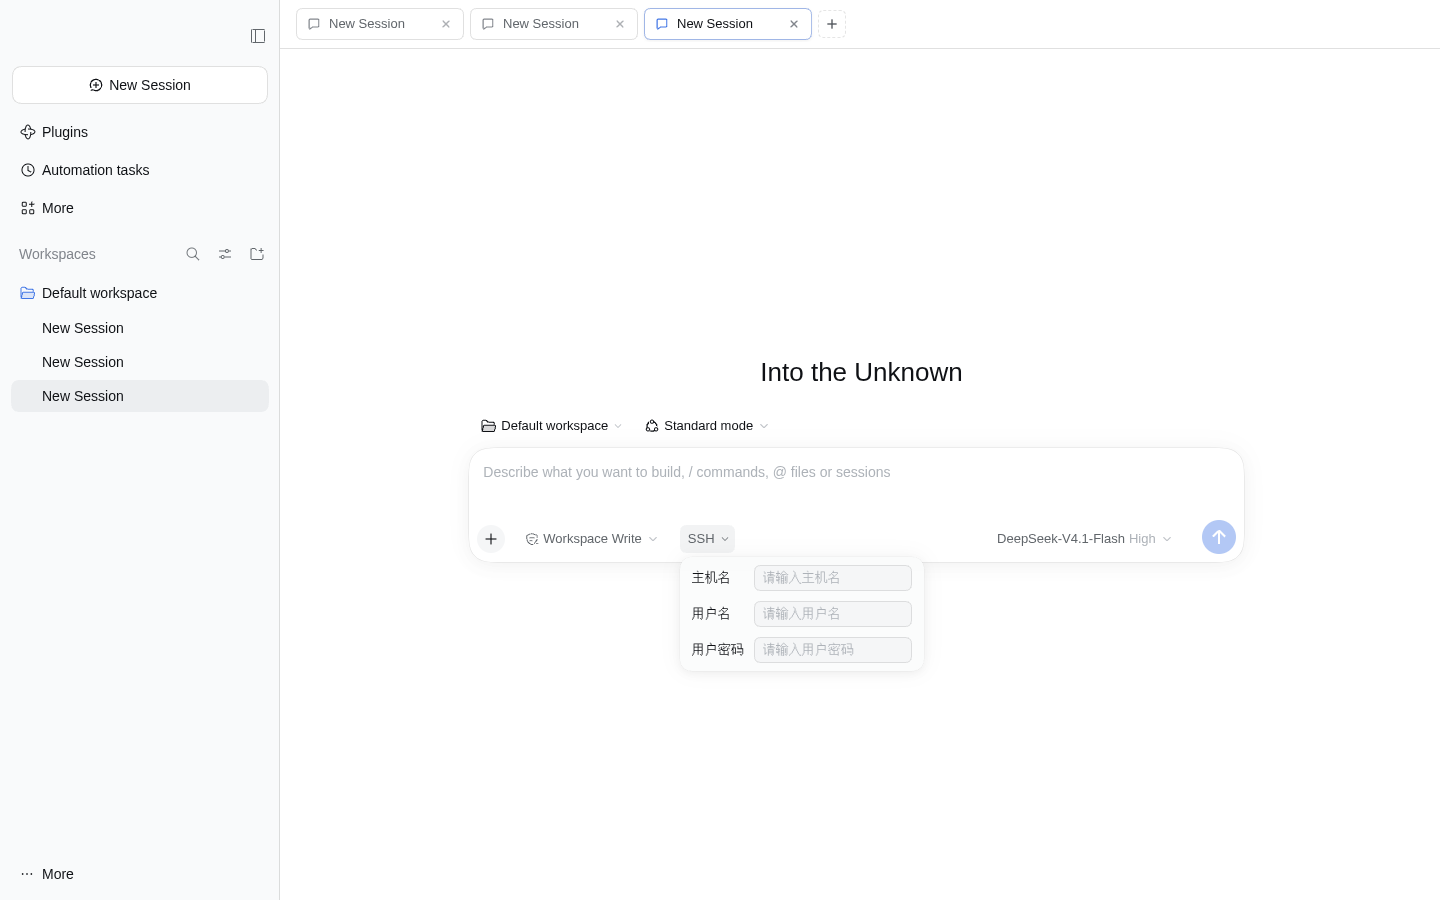 New Session
New Session
New Session
New Session
Plugins
Automation tasks
More
Workspaces
Default workspace
New Session
New Session
New Session
More
Into the Unknown
Default workspace
Standard mode
Describe what you want to build, / commands, @ files or sessions
Workspace Write
SSH
DeepSeek-V4.1-Flash High
主机名
请输入主机名
用户名
请输入用户名
用户密码
请输入用户密码